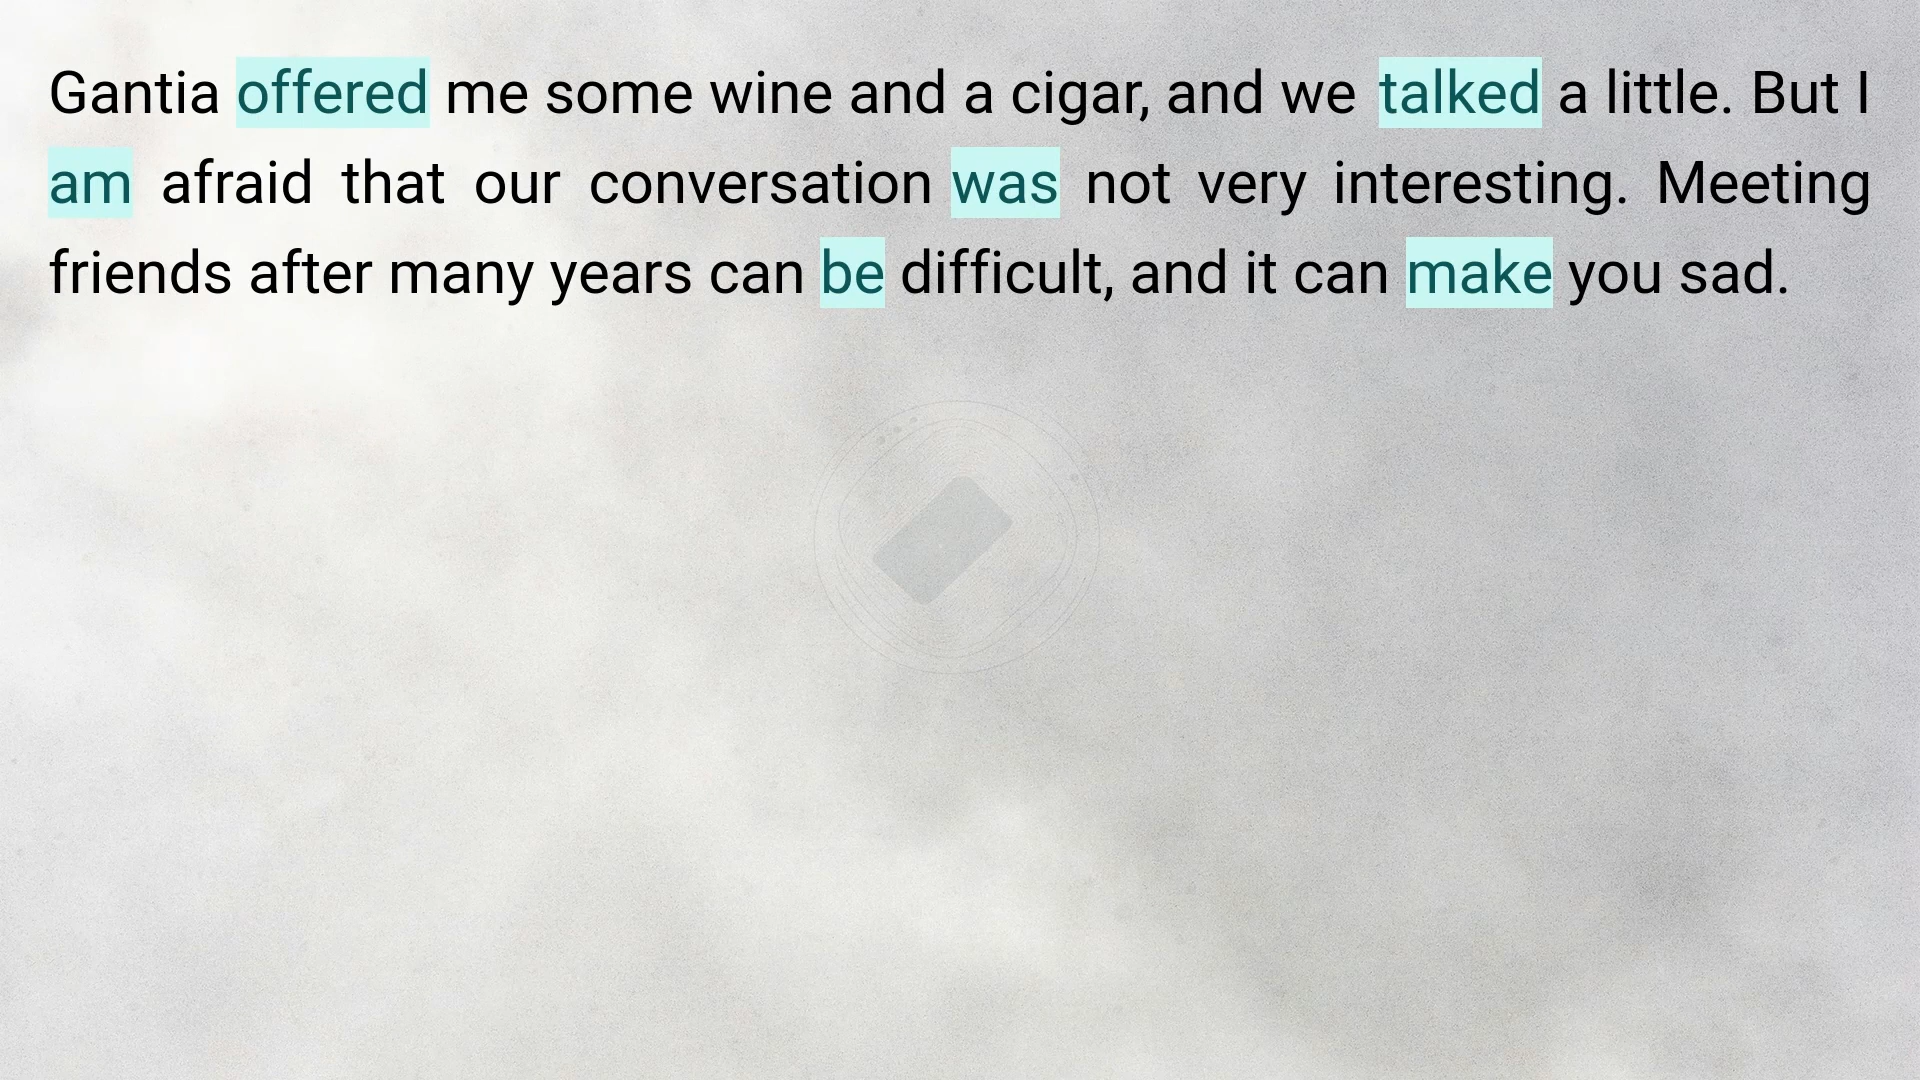 Gantia offered me some wine and a cigar, and we talked a little. But I
am afraid that our conversation was not very interesting. Meeting
friends after many years can be difficult, and it can make you sad.